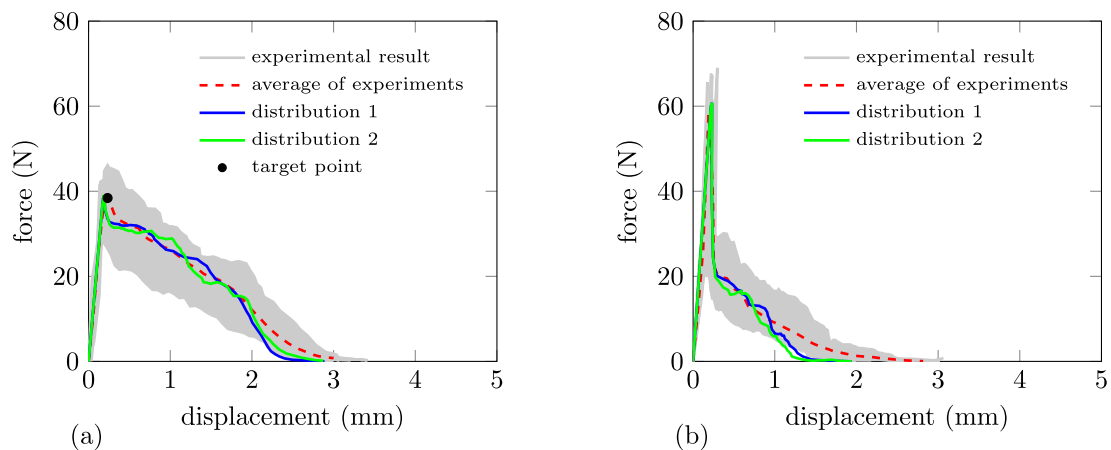 80
60
40
20
0
force (N)
experimental result
average of experiments
distribution 1
distribution 2
target point
0 1 2 3 4 5
displacement (mm)
(a)
80
60
40
20
0
force (N)
experimental result
average of experiments
distribution 1
distribution 2
0 1 2 3 4 5
displacement (mm)
(b)